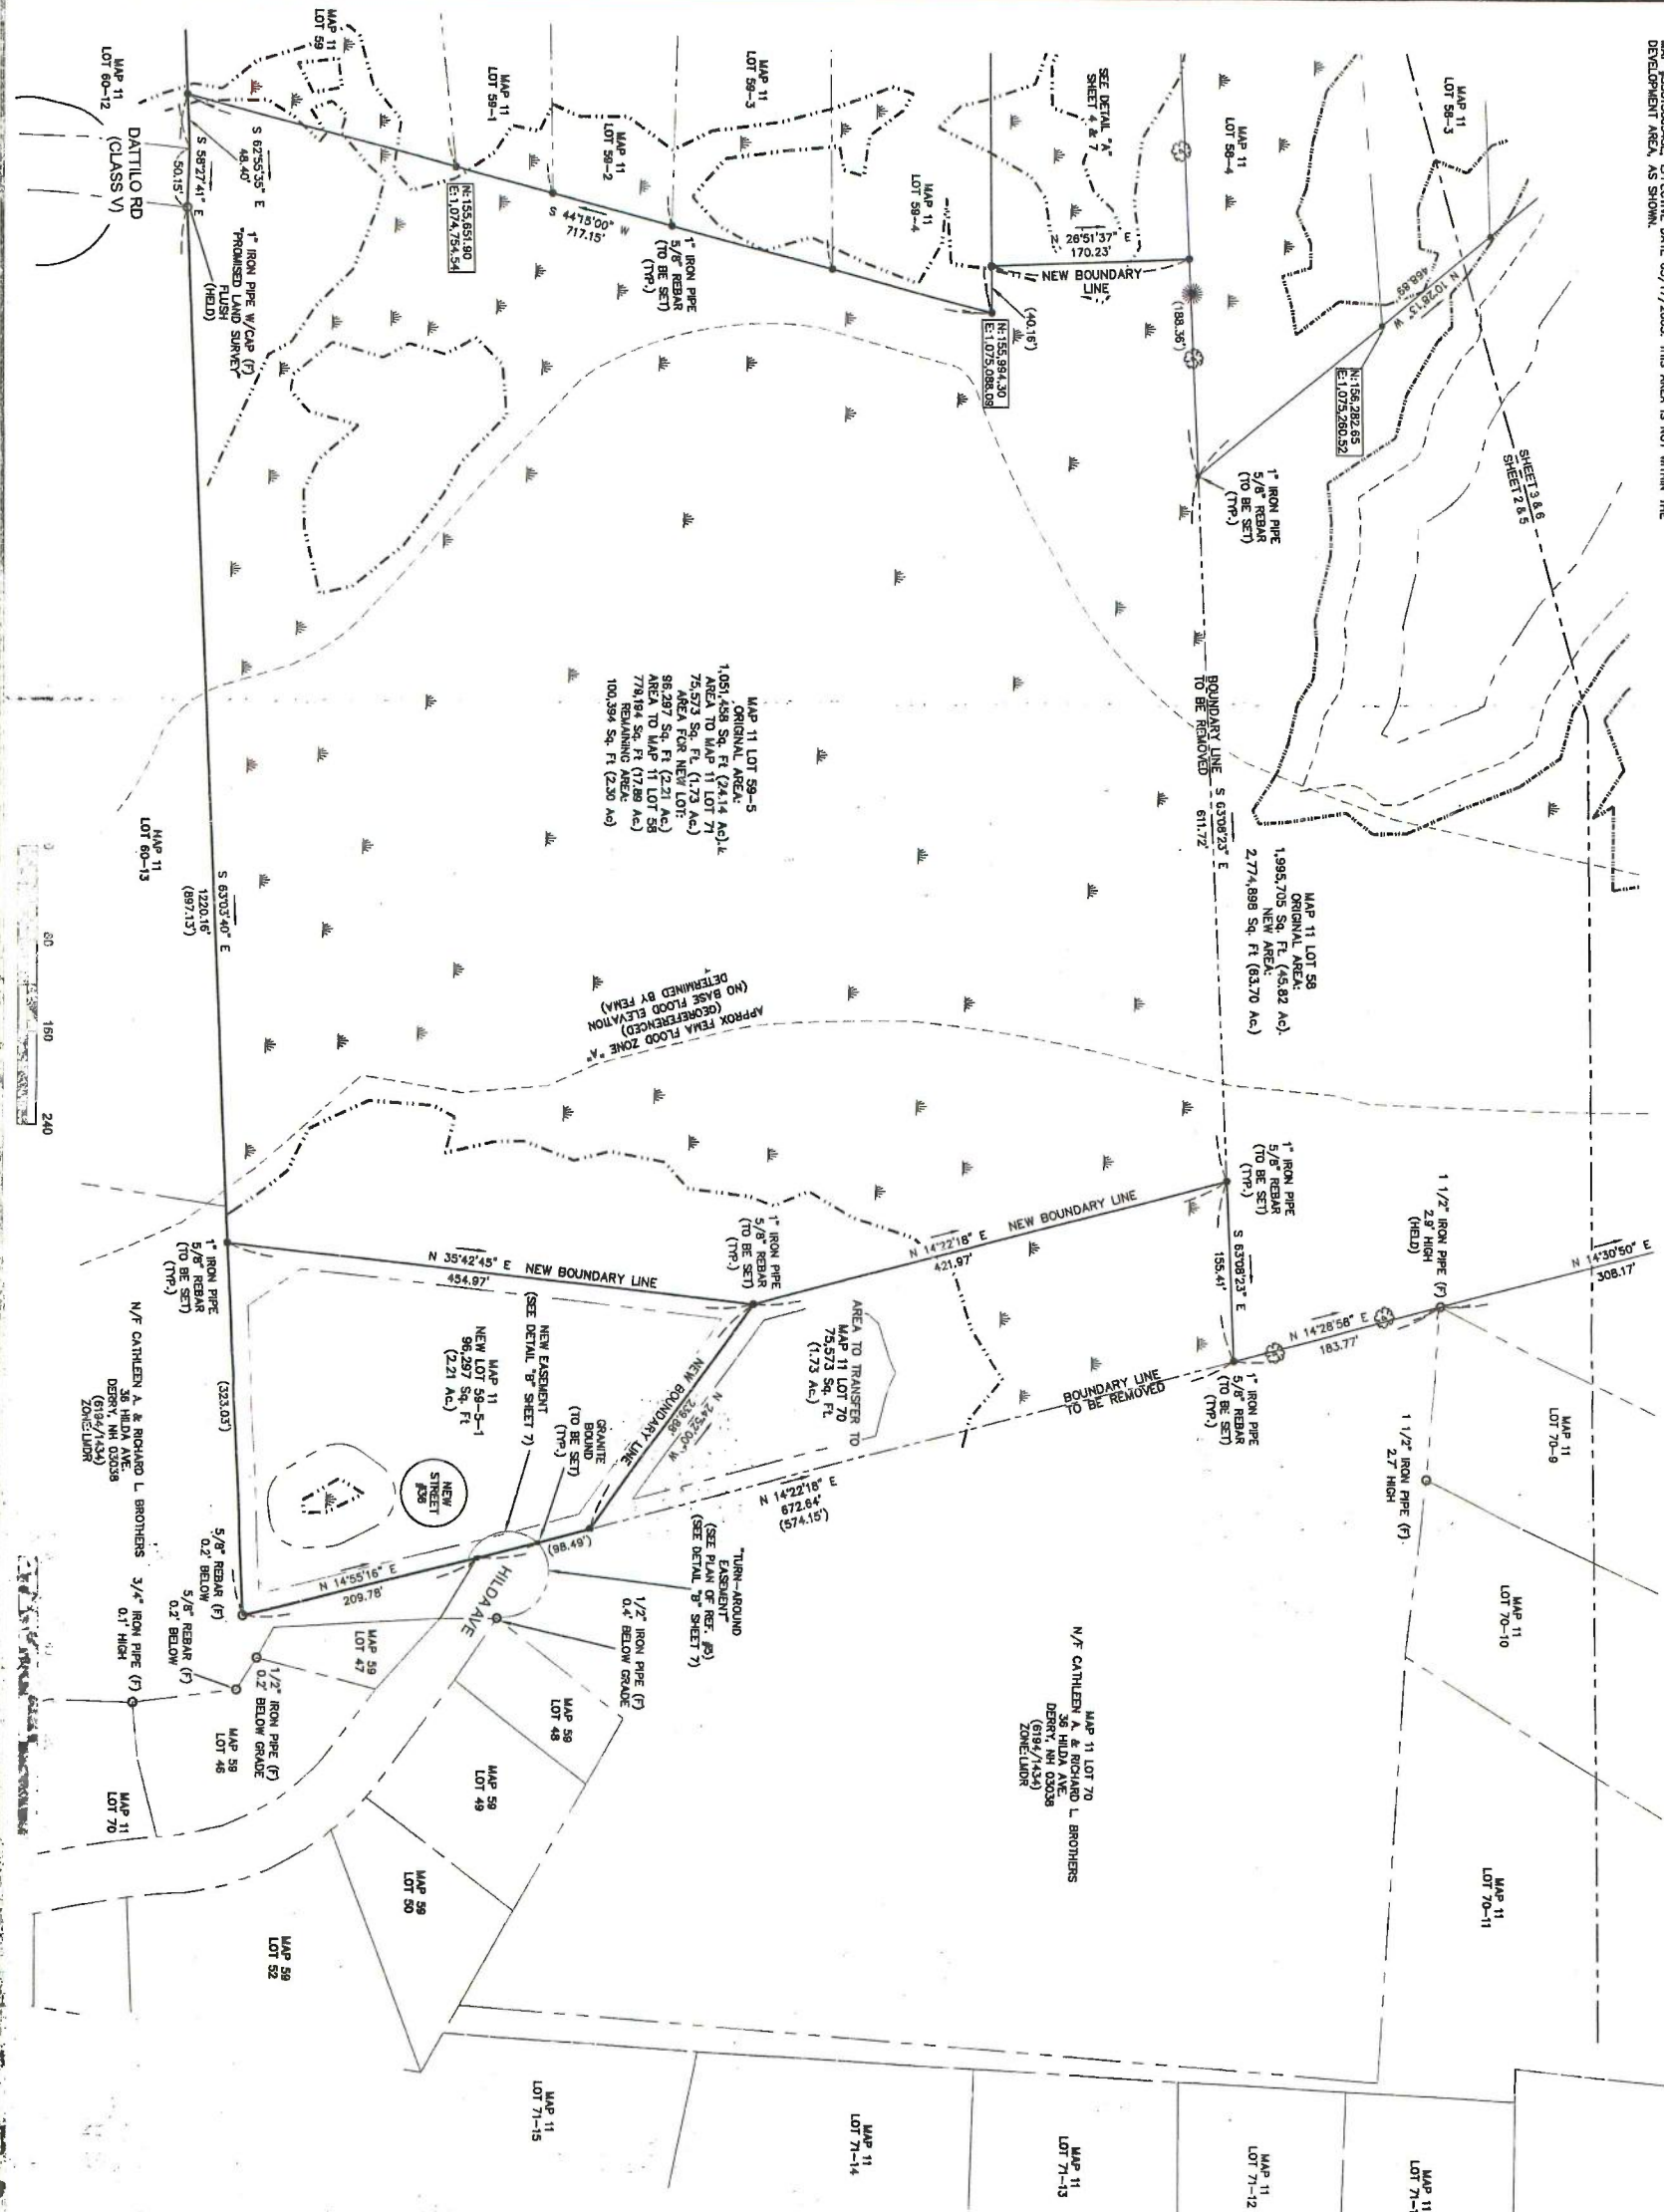 DEVELOPMENT AREA, AS SHOWN.
MAP 11
LOT 58-3
SHEET 3 & 6
SHEET 2 & 5
N 10°28'13" W
468.89'
N:156,282.65
E:1,075,260.52
MAP 11
LOT 58-4
SEE DETAIL "A"
SHEET 4 & 7
N 26°51'37" E
170.23'
NEW BOUNDARY
LINE
(188.36')
(40.16')
N:155,994.30
E:1,075,088.09
1" IRON PIPE
5/8" REBAR
(TO BE SET)
(TYP.)
MAP 11
LOT 59-4
MAP 11
LOT 59-3
MAP 11
LOT 59-2
MAP 11
LOT 59-1
MAP 11
LOT 59
MAP 11
LOT 60-12
S 44°15'00" W
717.15'
1" IRON PIPE
5/8" REBAR
(TO BE SET)
(TYP.)
N:155,651.90
E:1,074,754.54
S 62°55'35" E
48.40'
S 58°27'41" E
50.15'
DATTILO RD
(CLASS V)
1" IRON PIPE W/CAP (F)
"PROMISED LAND SURVEY"
FLUSH
(HELD)
BOUNDARY LINE
TO BE REMOVED
S 63°08'23" E
611.72'
MAP 11 LOT 58
ORIGINAL AREA:
1,995,705 Sq. Ft. (45.82 Ac).
NEW AREA:
2,774,898 Sq. Ft (63.70 Ac.)
MAP 11 LOT 59-5
ORIGINAL AREA:
1,051,458 Sq. Ft (24.14 Ac).
AREA TO MAP 11 LOT 71
75,573 Sq. Ft. (1.73 Ac.)
AREA FOR NEW LOT:
96,297 Sq. Ft (2.21 Ac.)
AREA TO MAP 11 LOT 58
779,194 Sq. Ft (17.89 Ac.)
REMAINING AREA:
100,394 Sq. Ft (2.30 Ac)
MAP 11
LOT 60-13
S 63°03'40" E
1220.16'
(897.13')
APPROX FEMA FLOOD ZONE "A"
(GEOREFERENCED)
(NO BASE FLOOD ELEVATION
DETERMINED BY FEMA)
0
80
160
240
1" IRON PIPE
5/8" REBAR
(TO BE SET)
(TYP.)
1 1/2" IRON PIPE (F)
2.9' HIGH
(HELD)
N 14°30'50" E
308.17'
N 14°28'58" E
183.77'
S 63°08'23" E
155.41'
NEW BOUNDARY LINE
N 14°22'18" E
421.97'
1" IRON PIPE
5/8" REBAR
(TO BE SET)
(TYP.)
N 35°42'45" E
454.97'
NEW BOUNDARY LINE
1" IRON PIPE
5/8" REBAR
(TO BE SET)
(TYP.)
(323.03')
AREA TO TRANSFER TO
MAP 11 LOT 70
75,573 Sq. Ft.
(1.73 Ac.)
BOUNDARY LINE
TO BE REMOVED
1" IRON PIPE
5/8" REBAR
(TO BE SET)
(TYP.)
1 1/2" IRON PIPE (F)
2.7' HIGH
MAP 11
LOT 70-9
MAP 11
LOT 70-10
MAP 11
LOT 70-11
N 24°52'00" W
239.88'
NEW BOUNDARY LINE
N 14°22'18" E
672.64'
(574.15')
(98.49')
GRANITE
BOUND
(TO BE SET)
(TYP.)
NEW EASEMENT
(SEE DETAIL "B" SHEET 7)
MAP 11
NEW LOT 59-5-1
96,297 Sq. Ft
(2.21 Ac.)
NEW
STREET
#36
N 14°55'16" E
209.78'
N/F CATHLEEN A. & RICHARD L. BROTHERS
36 HILDA AVE.
DERRY, NH 03038
(6194/1434)
ZONE:LMDR
"TURN-AROUND
EASEMENT"
(SEE PLAN OF REF. #5)
(SEE DETAIL "B" SHEET 7)
HILDA AVE
1/2" IRON PIPE (F)
0.4' BELOW GRADE
5/8" REBAR (F)
0.2' BELOW
5/8" REBAR (F)
0.2' BELOW
3/4" IRON PIPE (F)
0.1' HIGH
1/2" IRON PIPE (F)
0.2' BELOW GRADE
MAP 59
LOT 47
MAP 59
LOT 46
MAP 11
LOT 70
MAP 59
LOT 48
MAP 59
LOT 49
MAP 59
LOT 50
MAP 59
LOT 52
MAP 11 LOT 70
N/F CATHLEEN A. & RICHARD L. BROTHERS
36 HILDA AVE.
DERRY, NH 03038
(6194/1434)
ZONE:LMDR
MAP 11
LOT 71-15
MAP 11
LOT 71-14
MAP 11
LOT 71-13
MAP 11
LOT 71-12
MAP 11